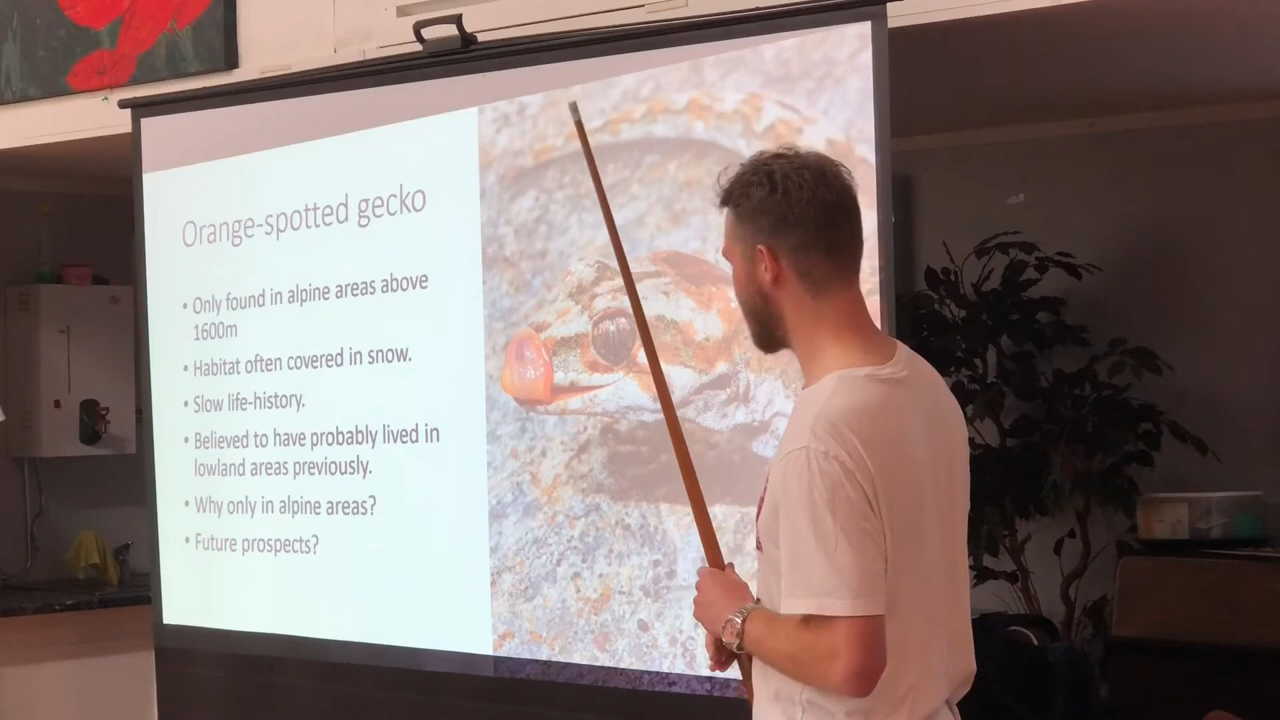 Orange-spotted gecko
• Only found in alpine areas above
1600m
• Habitat often covered in snow.
• Slow life-history.
• Believed to have probably lived in
lowland areas previously.
• Why only in alpine areas?
• Future prospects?